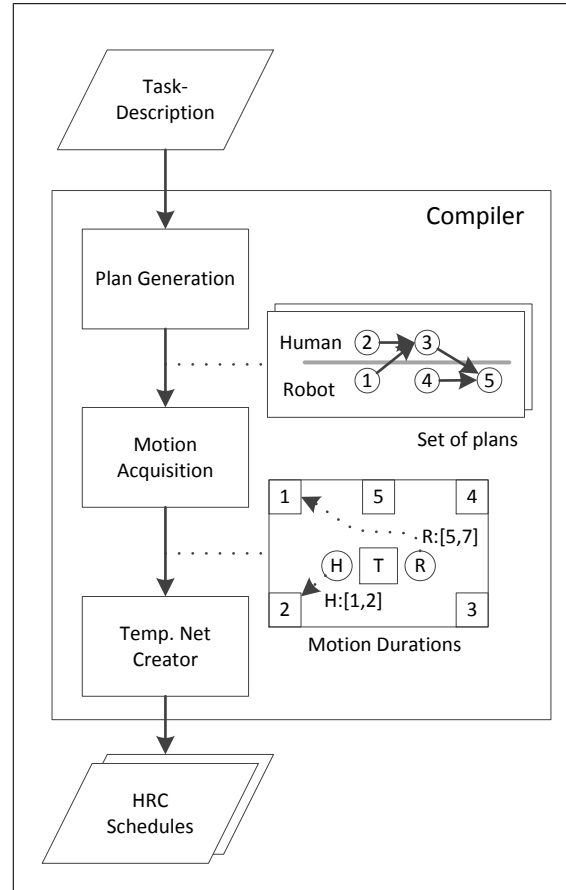 Task-
Description
Compiler
Plan Generation
Human 2 3
Robot 1 4 5
Set of plans
Motion
Acquisition
1 5 4
R:[5,7]
H T R
H:[1,2]
2 3
Motion Durations
Temp. Net
Creator
HRC
Schedules